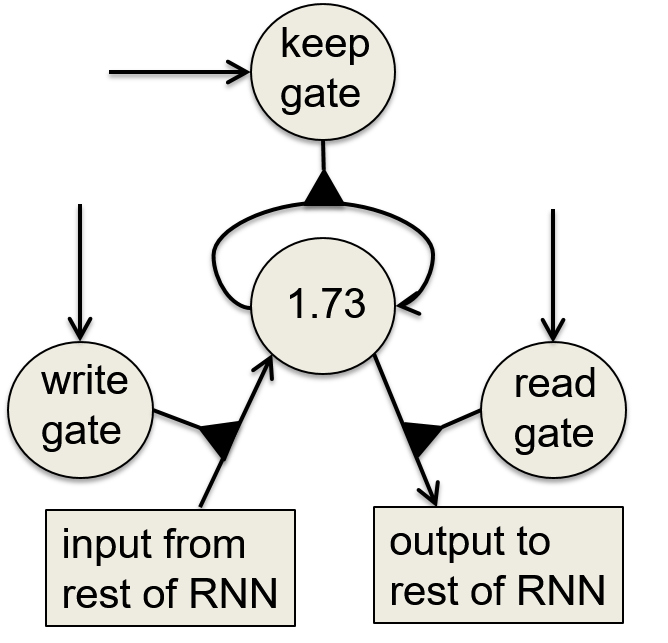 keep
gate
1.73
write
gate
read
gate
input from
rest of RNN
output to
rest of RNN